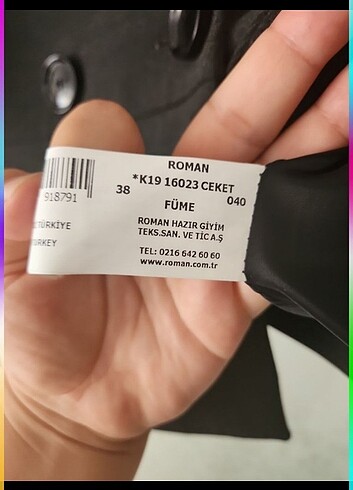 ROMAN
*K19 16023 CEKET
38
040
FÜME
ROMAN HAZIR GİYİM
TEKS.SAN. VE TİC A.Ş
TEL: 0216 642 60 60
www.roman.com.tr
918791
TÜRKİYE